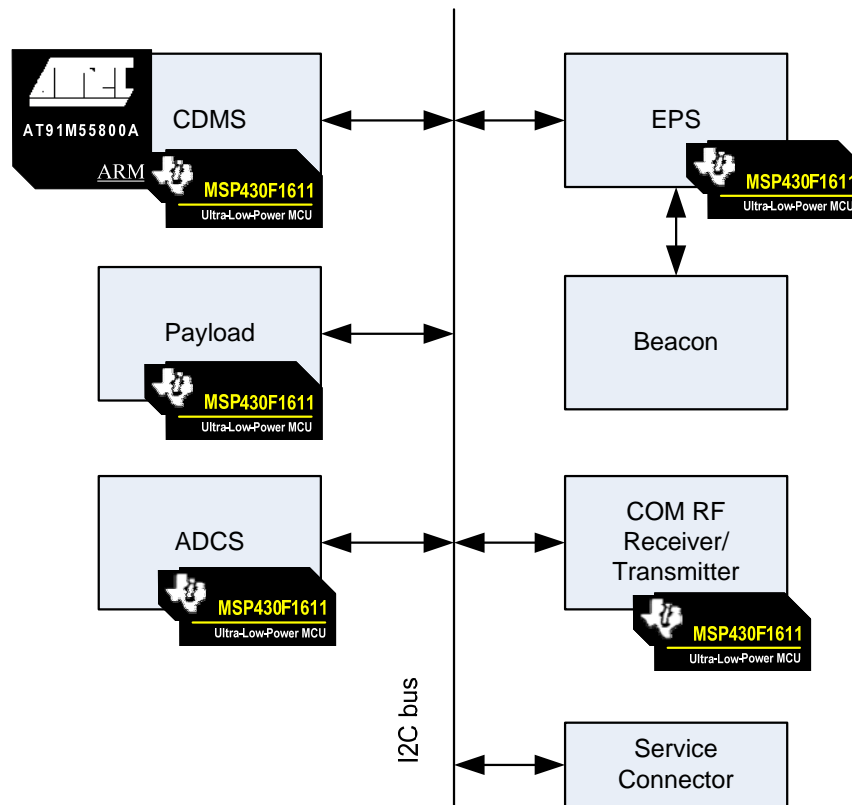 ATMEL
AT91M55800A
ARM
CDMS
MSP430F1611
Ultra-Low-Power MCU
EPS
MSP430F1611
Ultra-Low-Power MCU
Payload
MSP430F1611
Ultra-Low-Power MCU
Beacon
ADCS
MSP430F1611
Ultra-Low-Power MCU
COM RF
Receiver/
Transmitter
MSP430F1611
Ultra-Low-Power MCU
I2C bus
Service
Connector